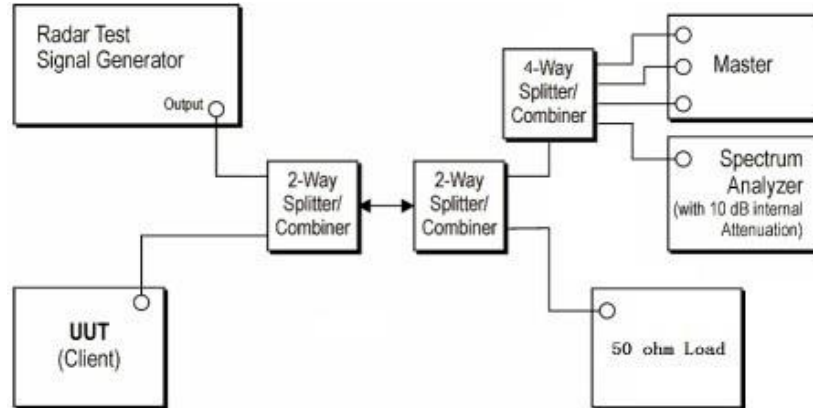 Radar Test
Signal Generator
Output
4-Way
Splitter/
Combiner
Master
Spectrum
Analyzer
(with 10 dB internal
Attenuation)
2-Way
Splitter/
Combiner
2-Way
Splitter/
Combiner
UUT
(Client)
50 ohm Load